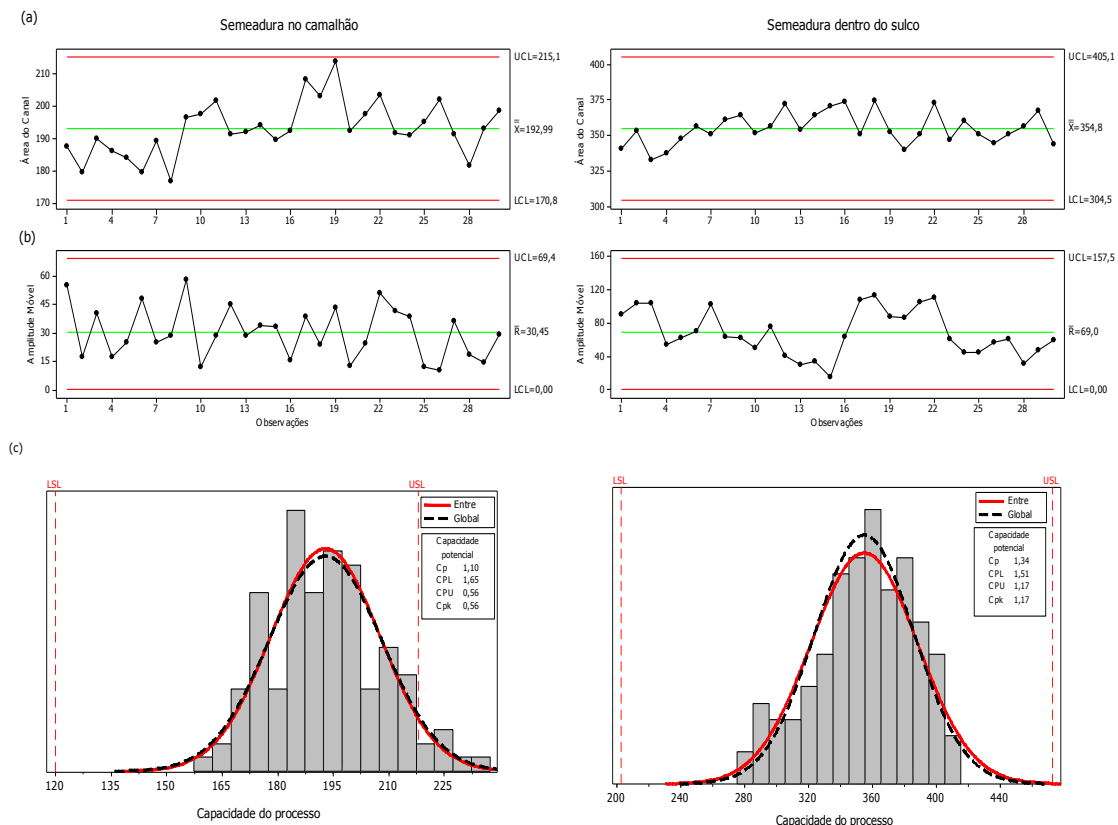 (a)
Semeadura no camalhão
Semeadura dentro do sulco
Área do Canal
210
200
190
180
170
1 4 7 10 13 16 19 22 25 28
UCL=215,1
X=192,99
LCL=170,8
Área do Canal
400
375
350
325
300
1 4 7 10 13 16 19 22 25 28
UCL=405,1
X=354,8
LCL=304,5
(b)
Amplitude Móvel
60
45
30
15
0
1 4 7 10 13 16 19 22 25 28
Observações
UCL=69,4
R=30,45
LCL=0,00
Amplitude Móvel
160
120
80
40
0
1 4 7 10 13 16 19 22 25 28
Observações
UCL=157,5
R=69,0
LCL=0,00
(c)
LSL
USL
Entre
Global
Capacidade
potencial
Cp 1,10
CPL 1,65
CPU 0,56
Cpk 0,56
120 135 150 165 180 195 210 225
Capacidade do processo
LSL
USL
Entre
Global
Capacidade
potencial
Cp 1,34
CPL 1,51
CPU 1,17
Cpk 1,17
200 240 280 320 360 400 440
Capacidade do processo